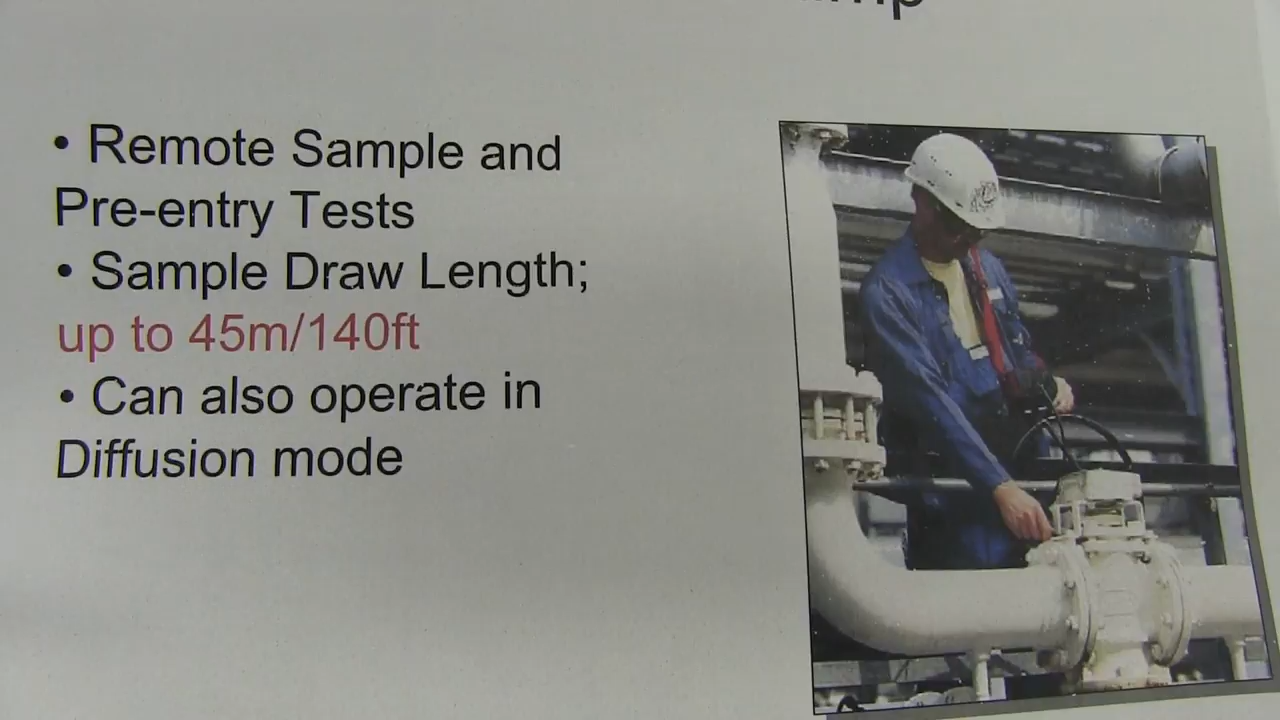 • Remote Sample and
Pre-entry Tests
• Sample Draw Length;
up to 45m/140ft
• Can also operate in
Diffusion mode